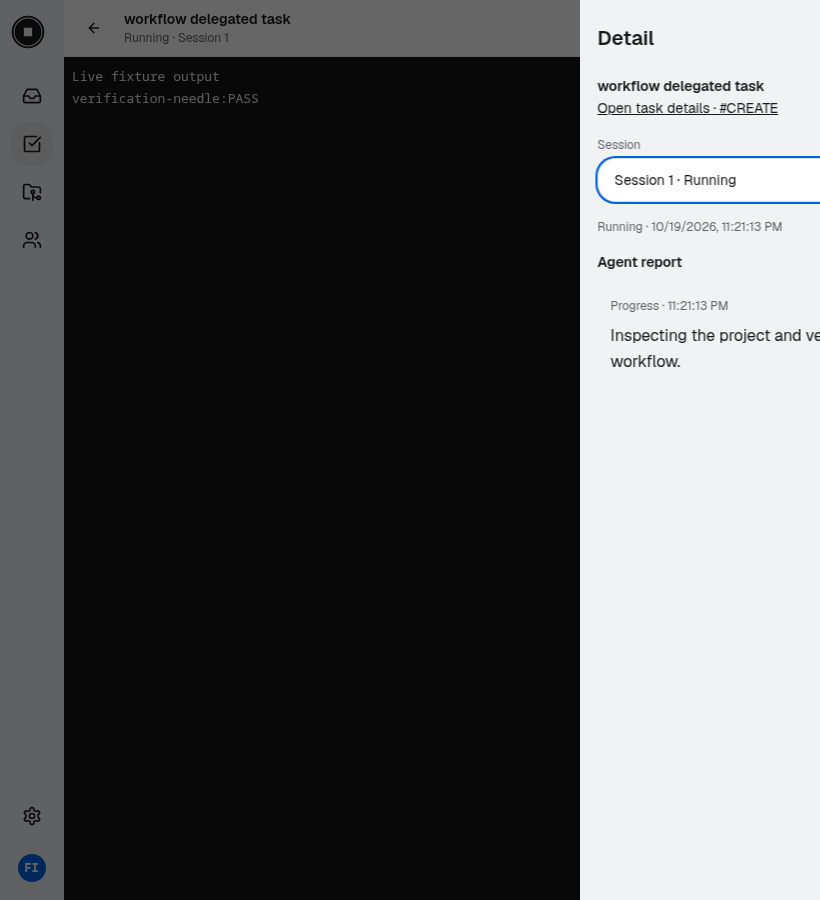 workflow delegated task
Running · Session 1
Live fixture output
verification-needle:PASS
FI
Detail
workflow delegated task
Open task details · #CREATE
Session
Session 1 · Running
Running · 10/19/2026, 11:21:13 PM
Agent report
Progress · 11:21:13 PM
Inspecting the project and ve
workflow.